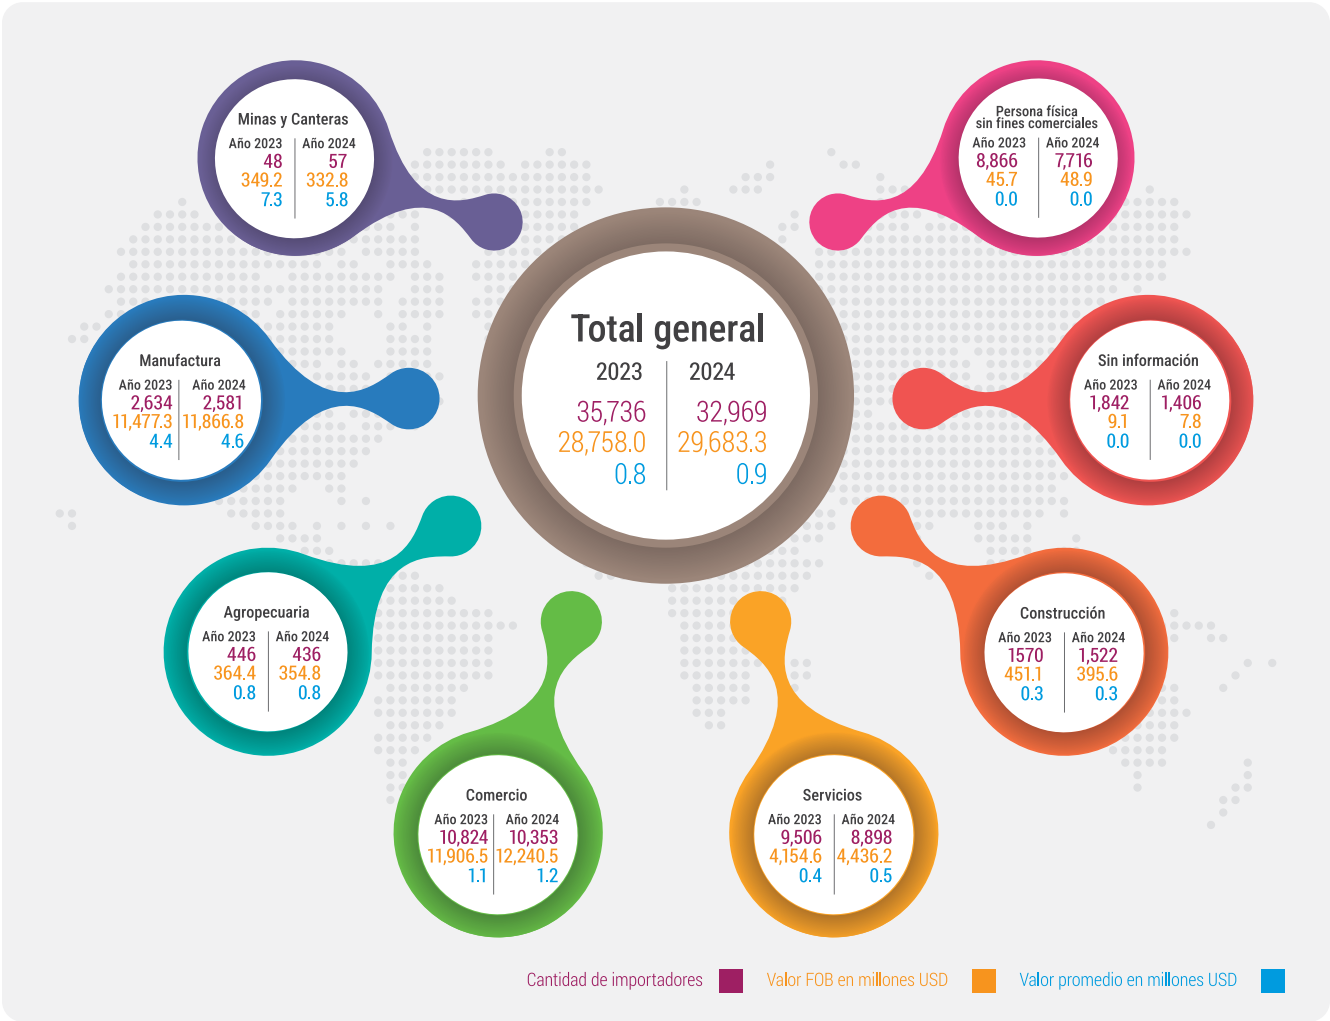 Minas y Canteras
Año 2023 Año 2024
48 57
349.2 332.8
7.3 5.8
Persona física
sin fines comerciales
Año 2023 Año 2024
8,866 7,716
45.7 48.9
0.0 0.0
Total general
2023 2024
35,736 32,969
28,758.0 29,683.3
0.8 0.9
Manufactura
Año 2023 Año 2024
2,634 2,581
11,477.3 11,866.8
4.4 4.6
Sin información
Año 2023 Año 2024
1,842 1,406
9.1 7.8
0.0 0.0
Agropecuaria
Año 2023 Año 2024
446 436
364.4 354.8
0.8 0.8
Construcción
Año 2023 Año 2024
1570 1,522
451.1 395.6
0.3 0.3
Comercio
Año 2023 Año 2024
10,824 10,353
11,906.5 12,240.5
1.1 1.2
Servicios
Año 2023 Año 2024
9,506 8,898
4,154.6 4,436.2
0.4 0.5
Cantidad de importadores Valor FOB en millones USD Valor promedio en millones USD